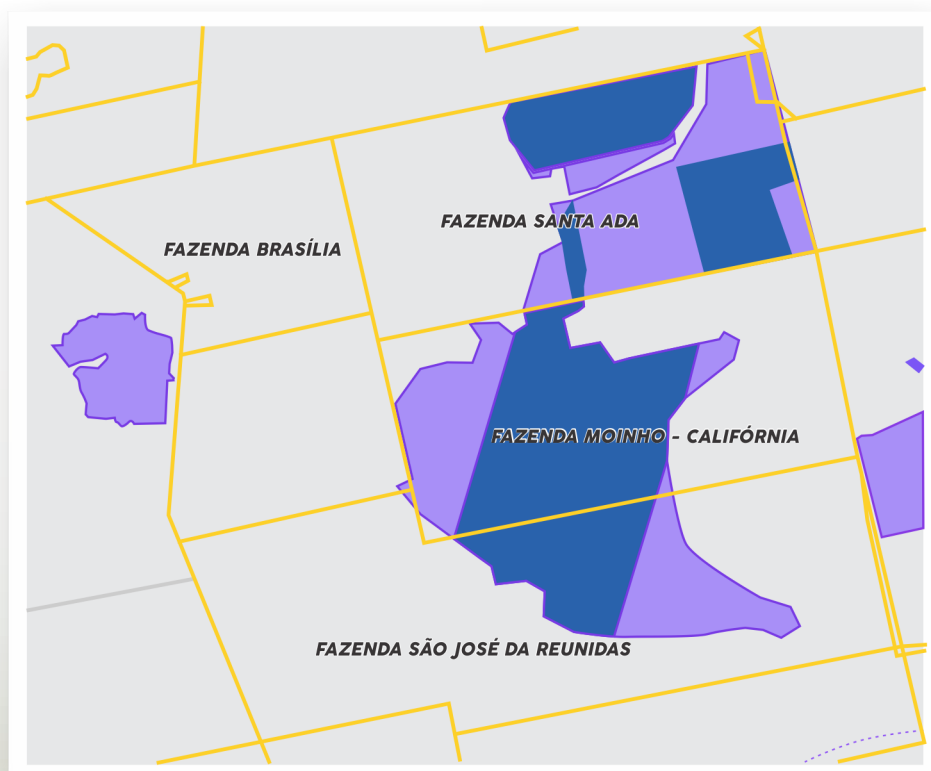 FAZENDA SANTA ADA
FAZENDA BRASÍLIA
FAZENDA MOINHO - CALIFÓRNIA
FAZENDA SÃO JOSÉ DA REUNIDAS